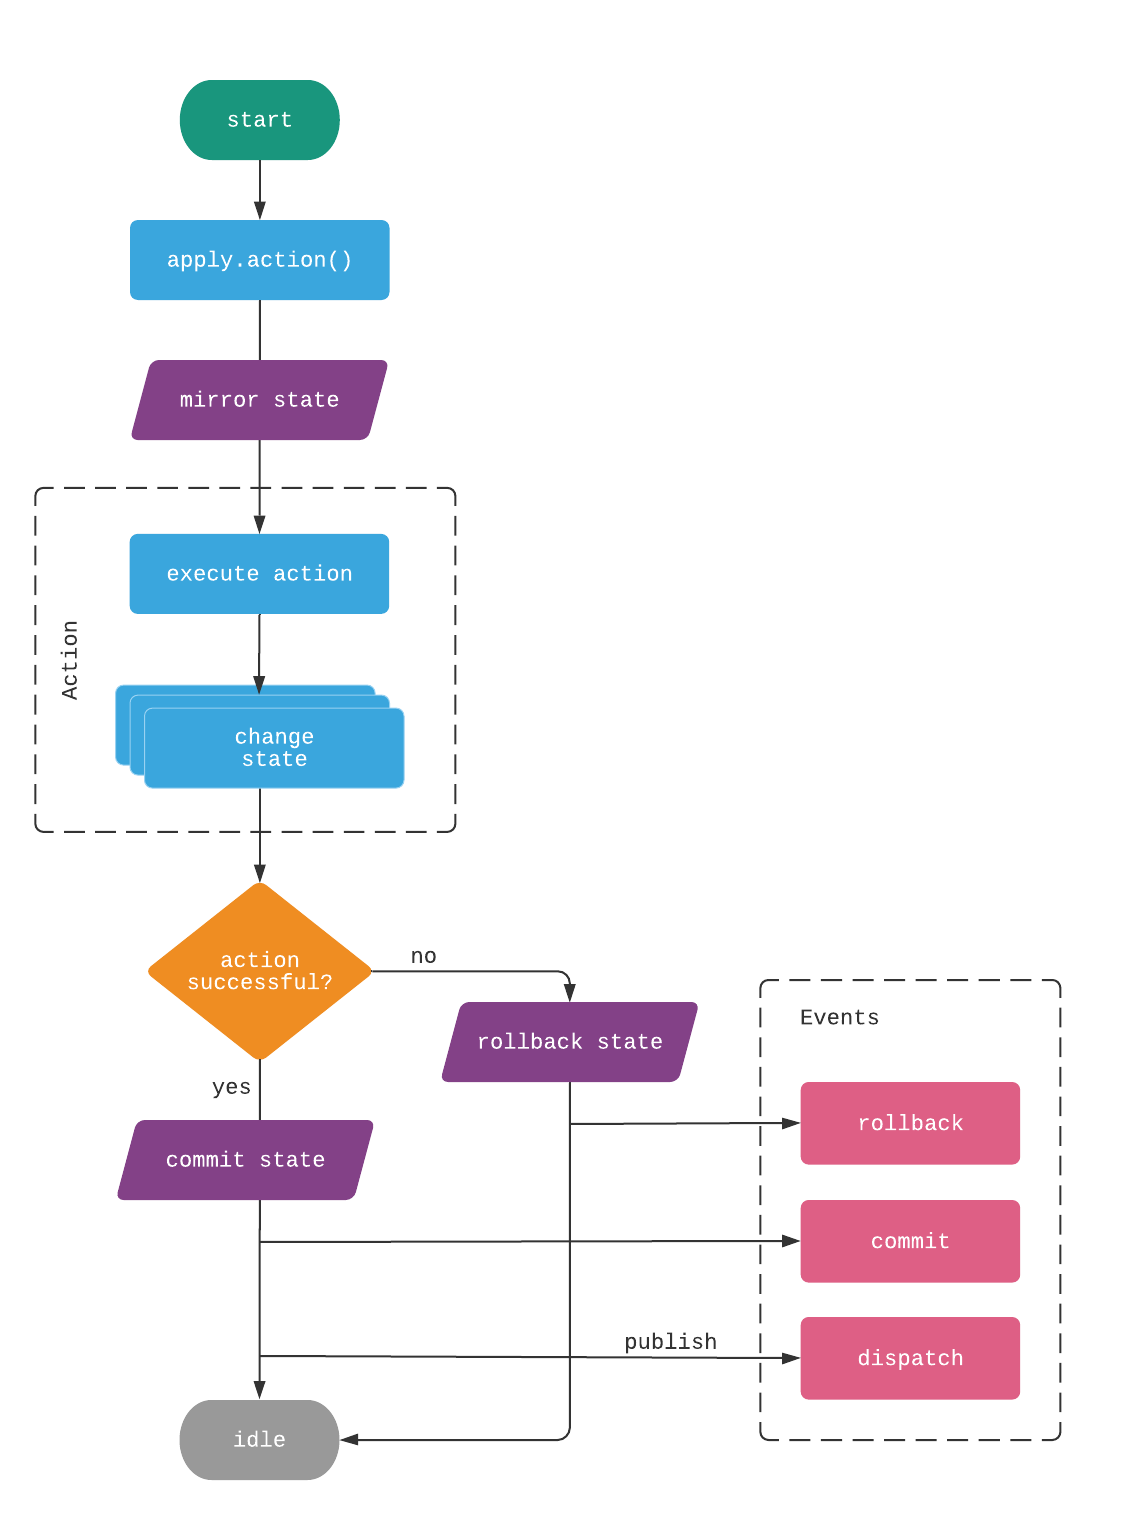 start
apply.action()
mirror state
Action
execute action
change
state
action
successful?
no
yes
rollback state
commit state
Events
rollback
commit
publish
dispatch
idle